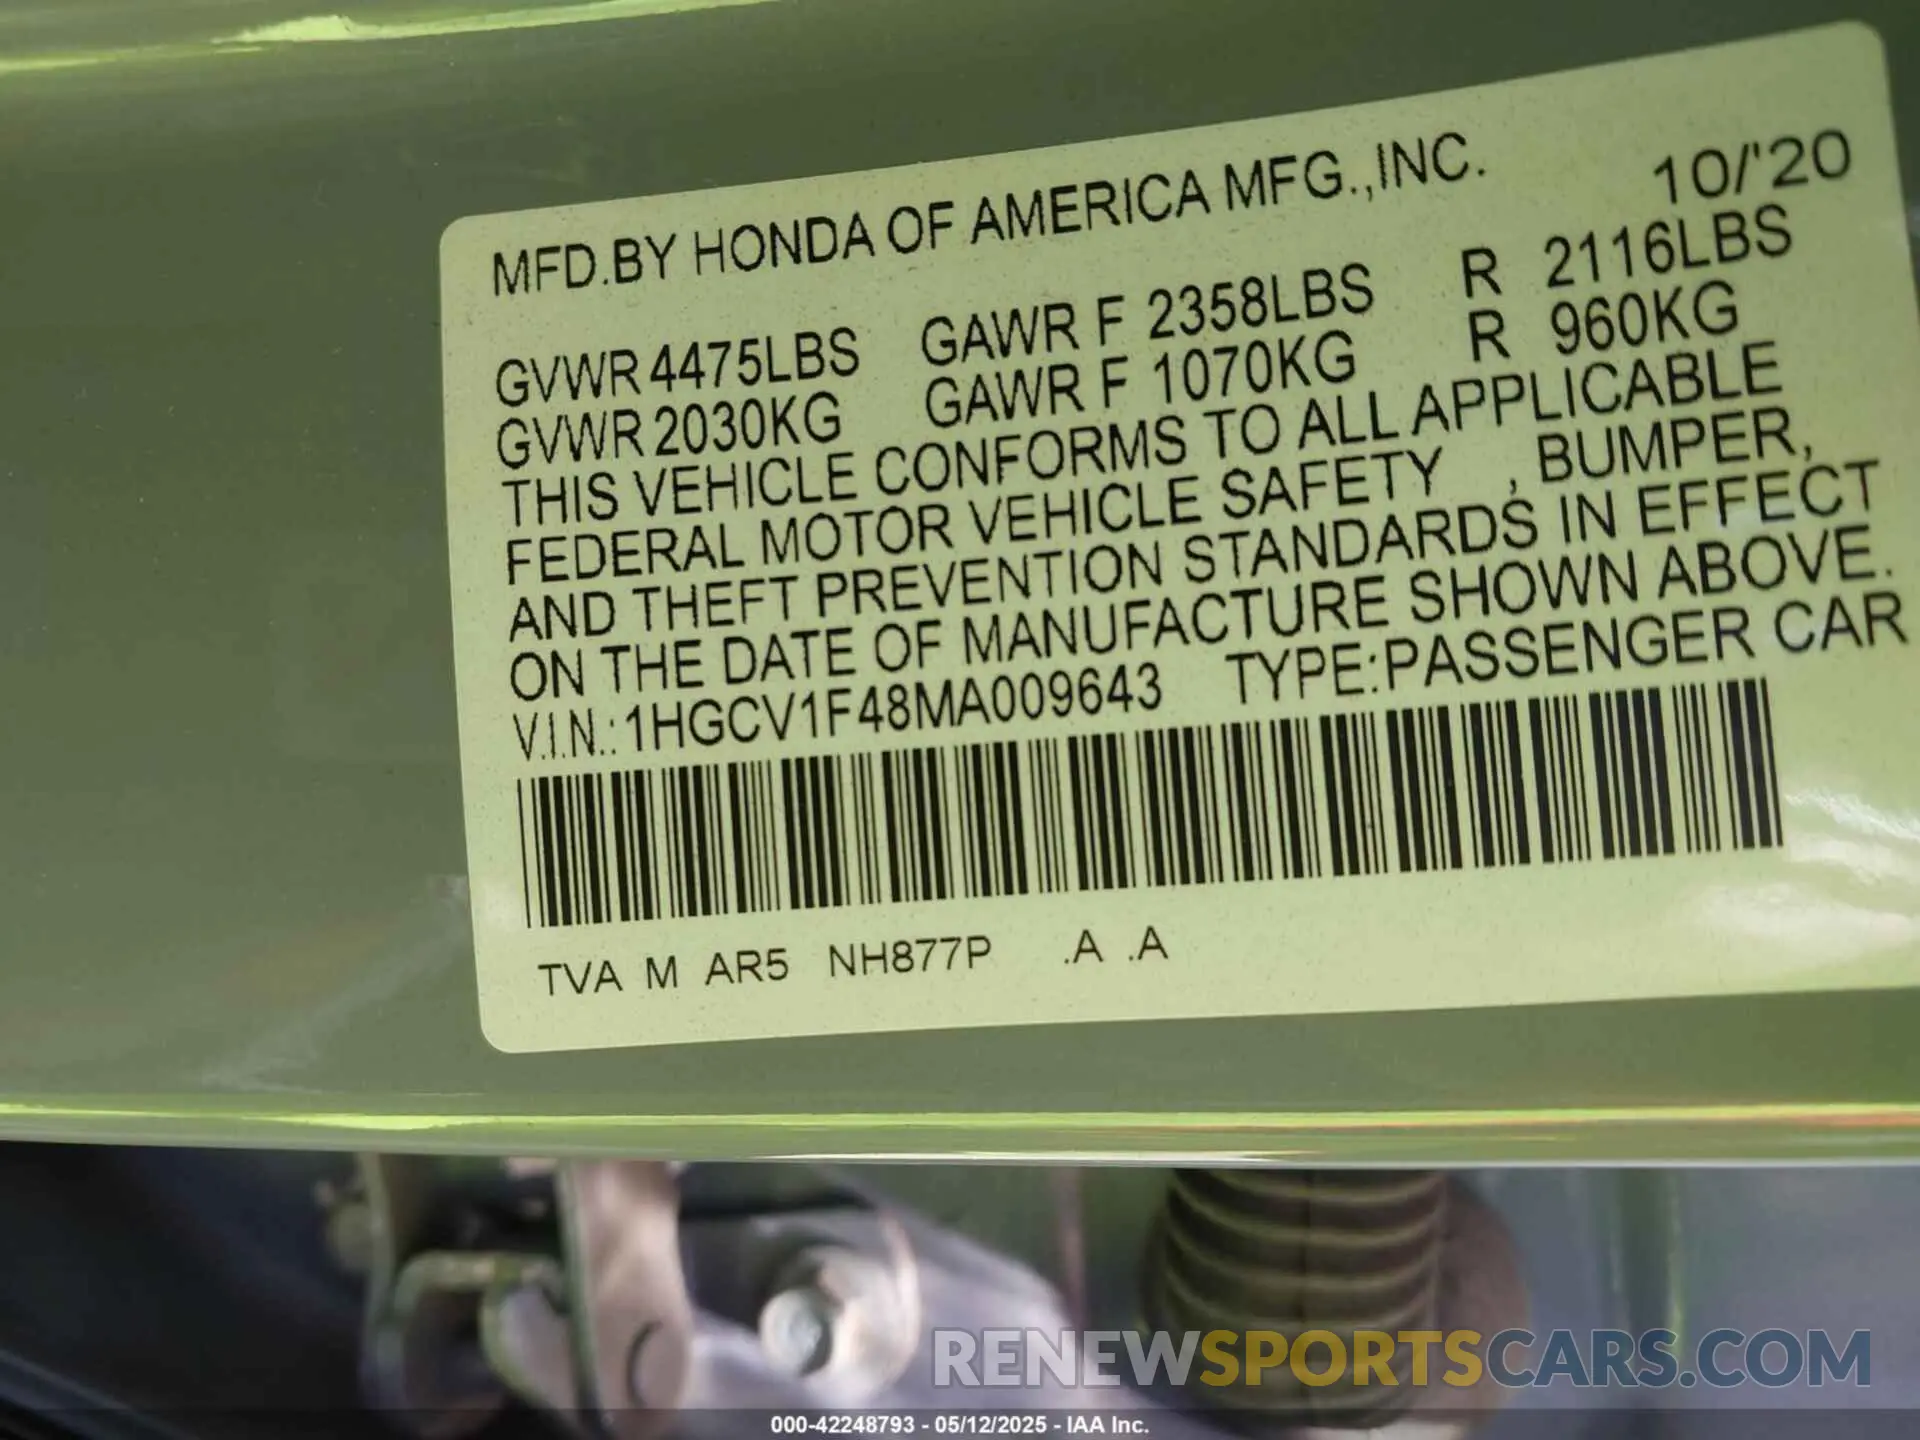 MFD.BY HONDA OF AMERICA MFG.,INC. 10/'20
GVWR 4475LBS GAWR F 2358LBS R 2116LBS
GVWR 2030KG GAWR F 1070KG R 960KG
THIS VEHICLE CONFORMS TO ALL APPLICABLE
FEDERAL MOTOR VEHICLE SAFETY , BUMPER,
AND THEFT PREVENTION STANDARDS IN EFFECT
ON THE DATE OF MANUFACTURE SHOWN ABOVE.
V.I.N.: 1HGCV1F48MA009643 TYPE:PASSENGER CAR
TVA M AR5 NH877P .A .A
RENEWSPORTSCARS.COM
000-42248793 - 05/12/2025 - IAA Inc.